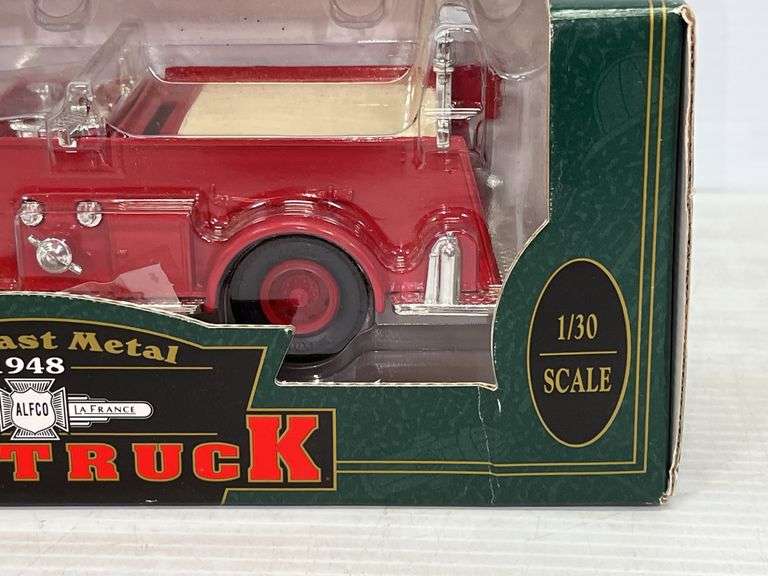 ast Metal
1948
ALFCO
LA FRANCE
TRUCK
1/30
SCALE